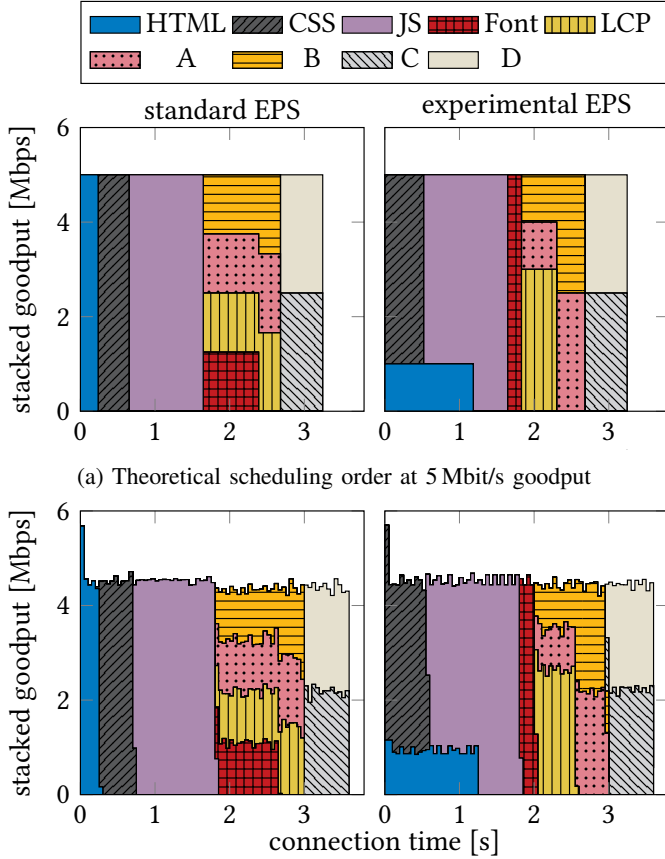 HTML CSS JS Font LCP
A B C D
standard EPS experimental EPS
stacked goodput [Mbps]
6
4
2
0
0 1 2 3 0 1 2 3
(a) Theoretical scheduling order at 5 Mbit/s goodput
stacked goodput [Mbps]
6
4
2
0
0 1 2 3 0 1 2 3
connection time [s]